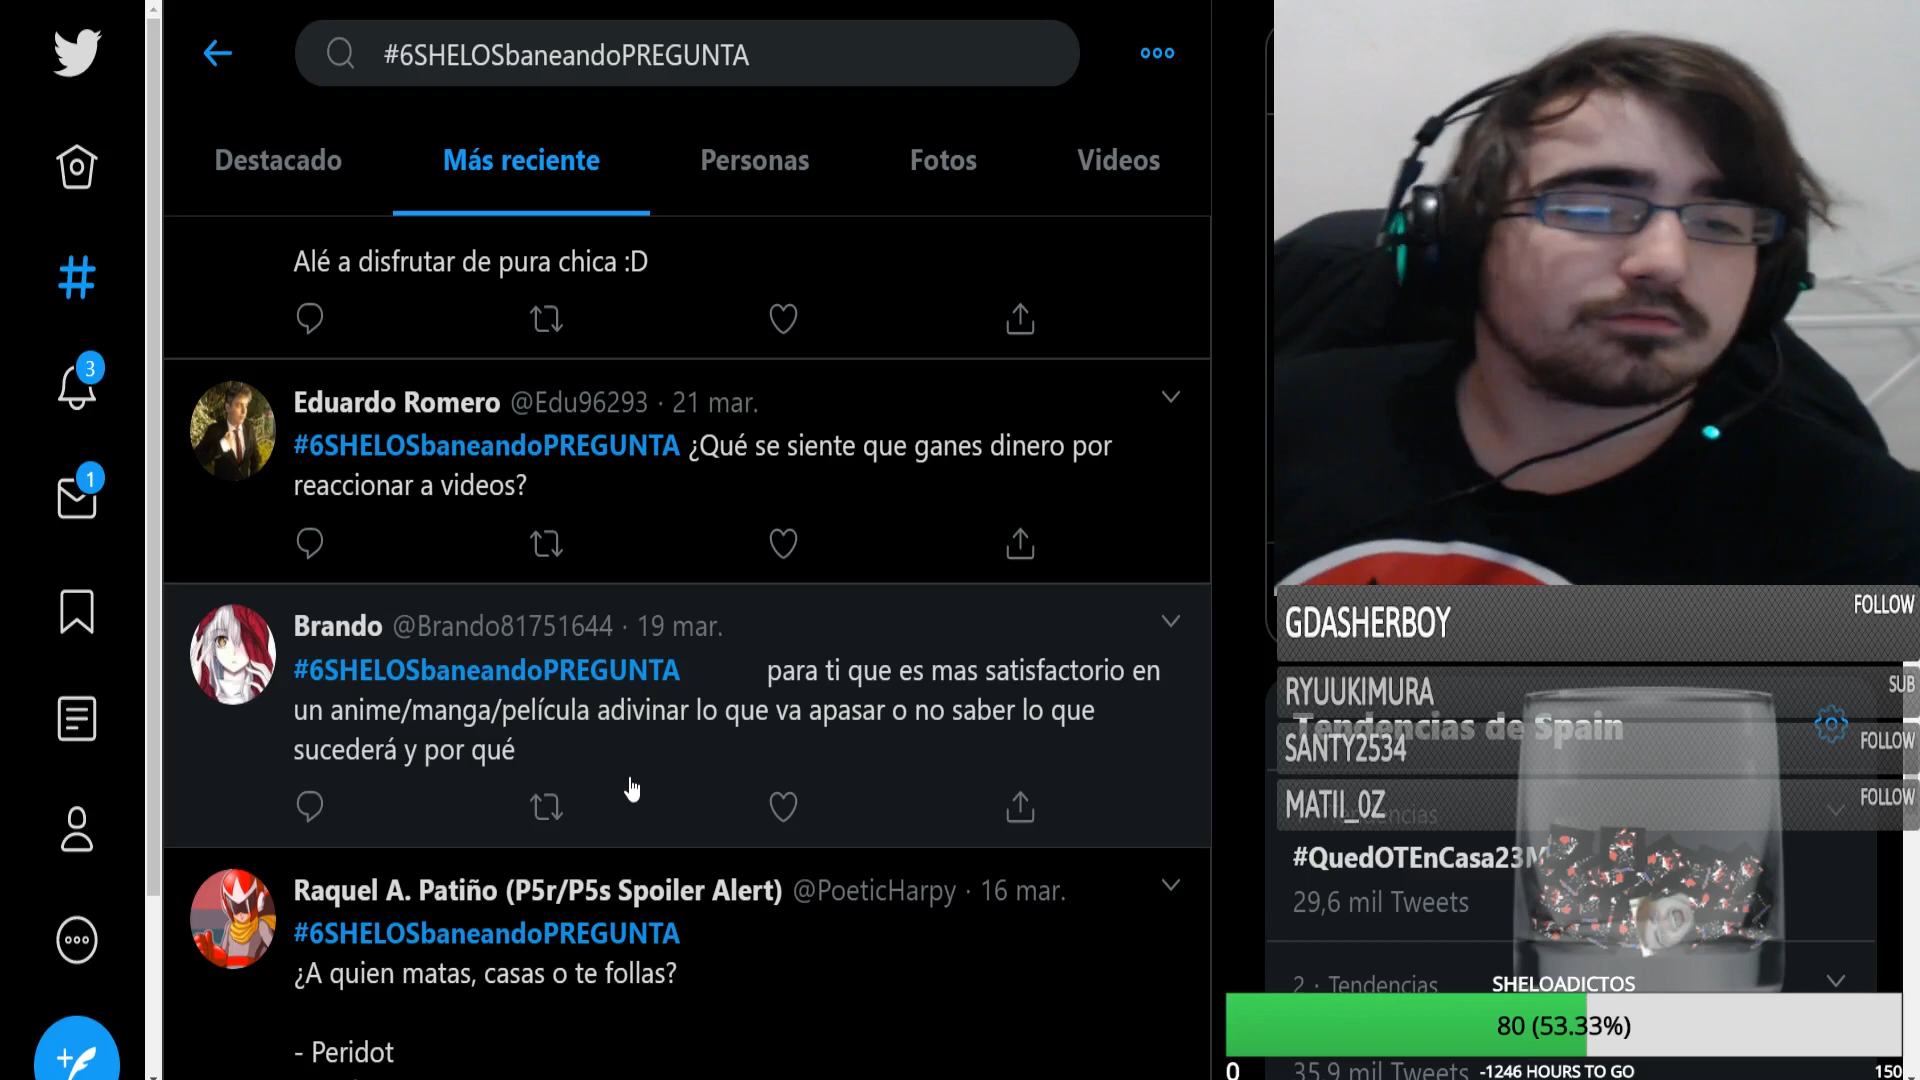 #6SHELOSbaneandoPREGUNTA
Destacado
Más reciente
Personas
Fotos
Videos
3
1
Alé a disfrutar de pura chica :D
Eduardo Romero @Edu96293 · 21 mar.
#6SHELOSbaneandoPREGUNTA ¿Qué se siente que ganes dinero por
reaccionar a videos?
Brando @Brando81751644 · 19 mar.
#6SHELOSbaneandoPREGUNTA para ti que es mas satisfactorio en
un anime/manga/película adivinar lo que va apasar o no saber lo que
sucederá y por qué
Raquel A. Patiño (P5r/P5s Spoiler Alert) @PoeticHarpy · 16 mar.
#6SHELOSbaneandoPREGUNTA
¿A quien matas, casas o te follas?
- Peridot
GDASHERBOY FOLLOW
RYUUKIMURA SUB
Tendencias de Spain
SANTY2534 FOLLOW
MATII_0Z FOLLOW
#QuedOTEnCasa23M
29,6 mil Tweets
2 · Tendencias
SHELOADICTOS
80 (53.33%)
0
35,9 mil Tweets
-1246 HOURS TO GO
150